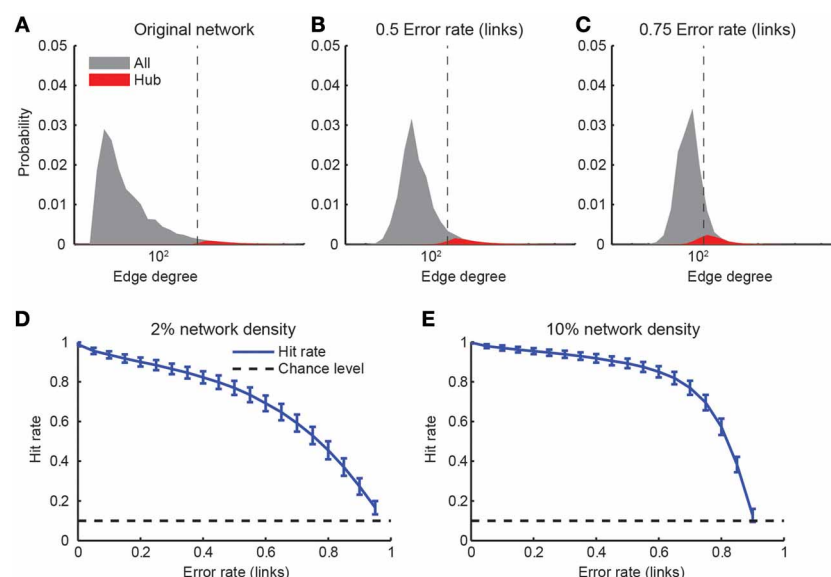 A Original network
B 0.5 Error rate (links)
C 0.75 Error rate (links)
0.05
0.04
0.03
0.02
0.01
0
Probability
All
Hub
10²
Edge degree
0.05
0.04
0.03
0.02
0.01
0
10²
Edge degree
0.05
0.04
0.03
0.02
0.01
0
10²
Edge degree
D 2% network density
1
0.8
0.6
0.4
0.2
0
Hit rate
Hit rate
Chance level
0 0.2 0.4 0.6 0.8 1
Error rate (links)
E 10% network density
1
0.8
0.6
0.4
0.2
0
Hit rate
0 0.2 0.4 0.6 0.8 1
Error rate (links)